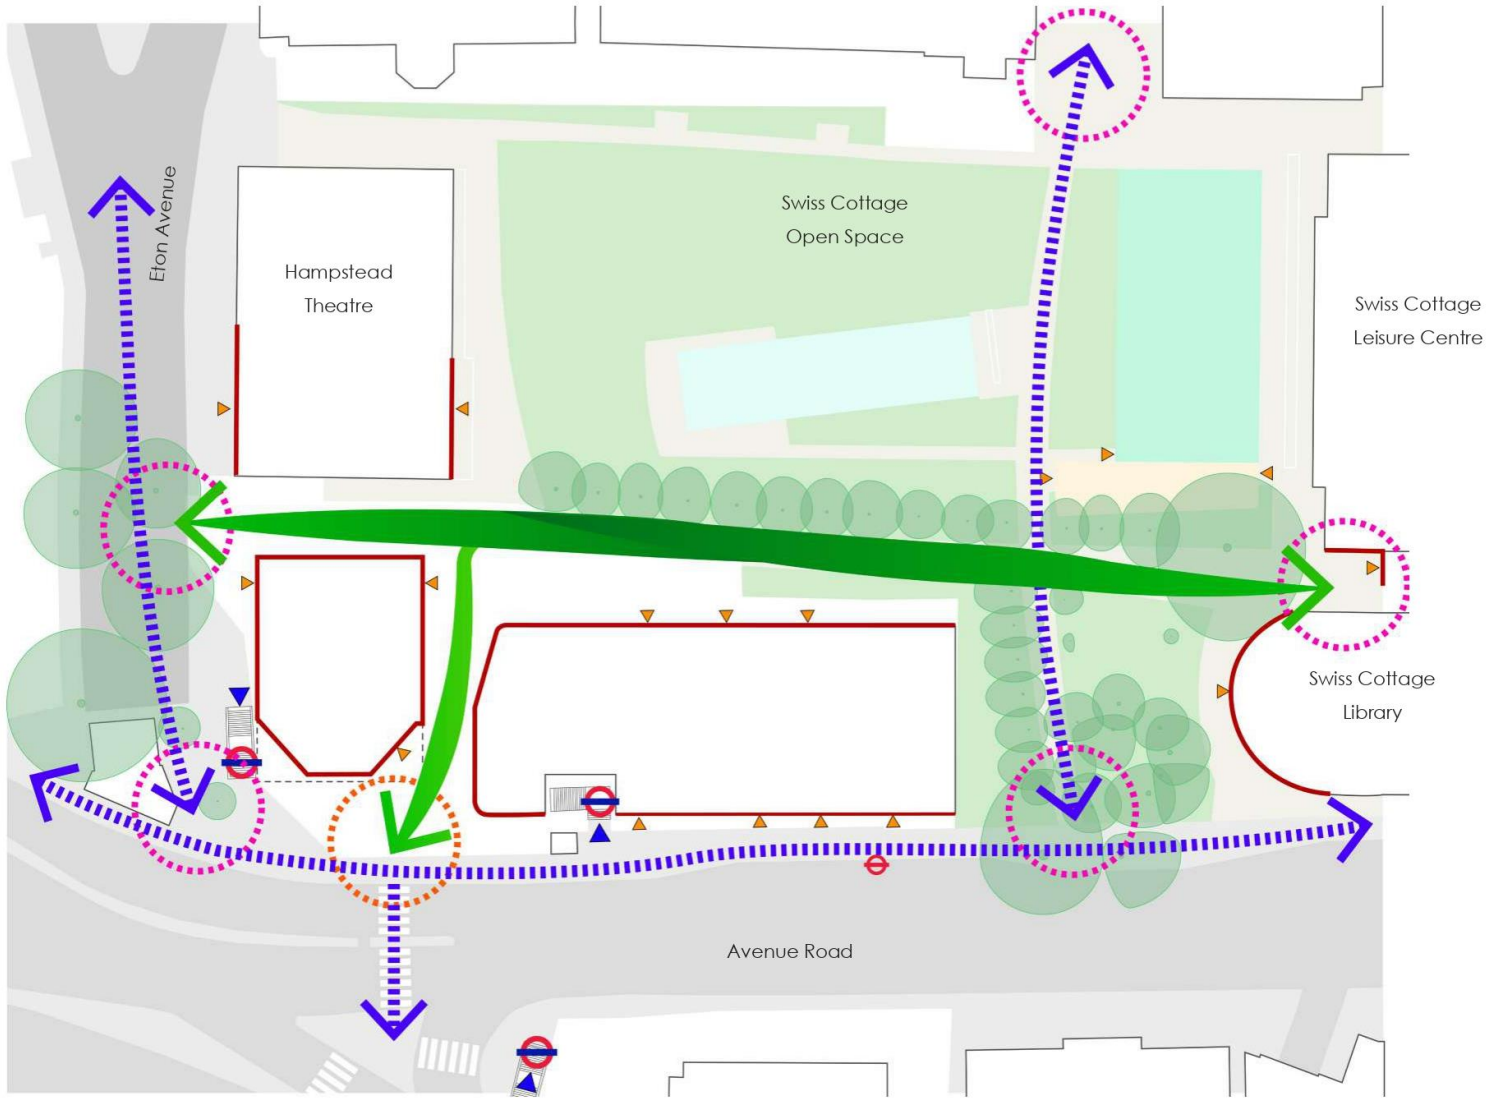 Eton Avenue
Hampstead
Theatre
Swiss Cottage
Open Space
Swiss Cottage
Leisure Centre
Swiss Cottage
Library
Avenue Road